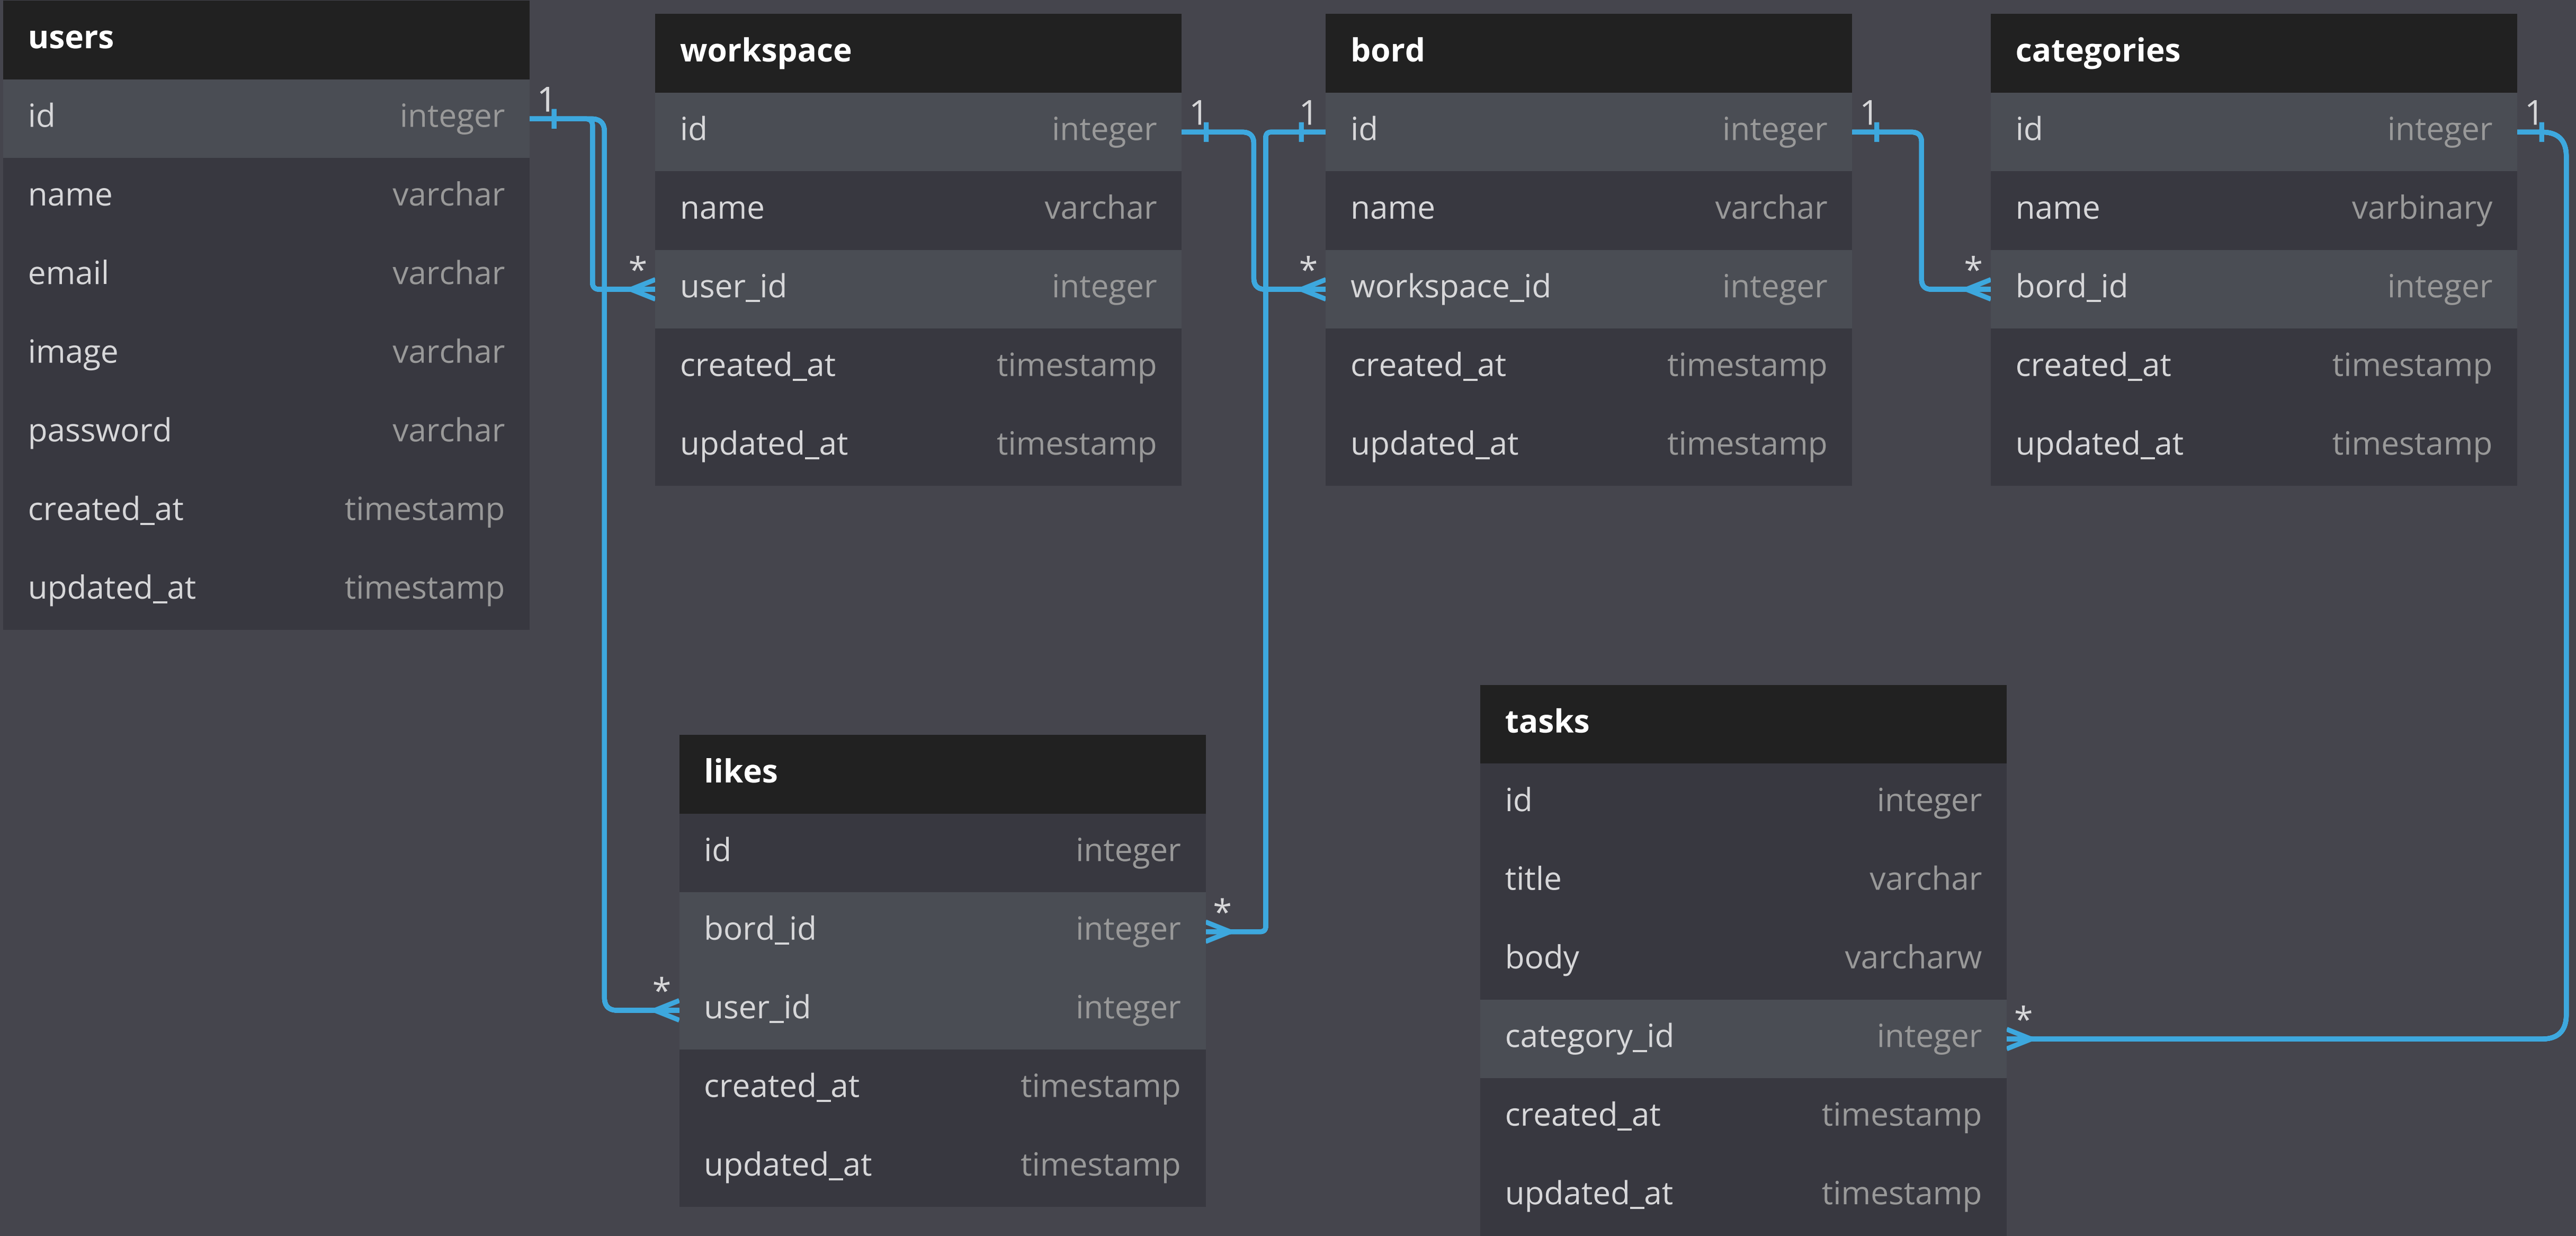 users
id integer
name varchar
email varchar
image varchar
password varchar
created_at timestamp
updated_at timestamp
1
*
workspace
id integer
name varchar
user_id integer
created_at timestamp
updated_at timestamp
1
1
*
bord
id integer
name varchar
workspace_id integer
created_at timestamp
updated_at timestamp
1
*
categories
id integer
name varbinary
bord_id integer
created_at timestamp
updated_at timestamp
1
likes
id integer
bord_id integer
*
*
user_id integer
created_at timestamp
updated_at timestamp
tasks
id integer
title varchar
body varcharw
category_id integer
*
created_at timestamp
updated_at timestamp